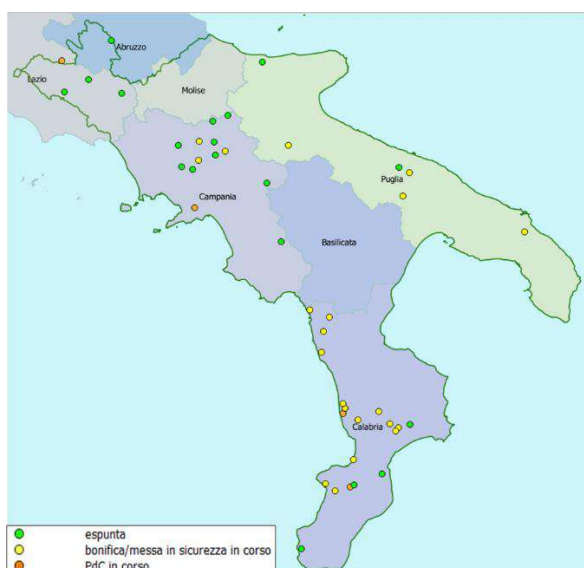 Abruzzo
Lazio
Molise
Puglia
Campania
Basilicata
Calabria
espunta
bonifica/messa in sicurezza in corso
PdC in corso